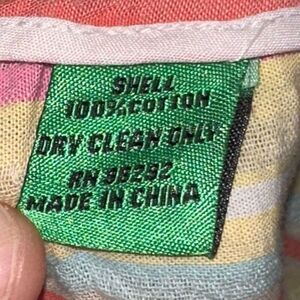 SHELL
100% COTTON
DRY CLEAN ONLY
RN 98292
MADE IN CHINA